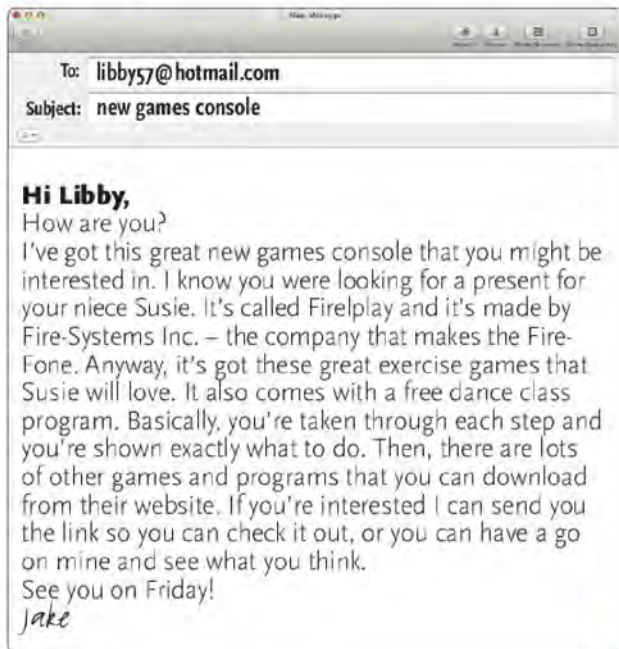 New Message
To: libby57@hotmail.com
Subject: new games console
Hi Libby,
How are you?
I've got this great new games console that you might be
interested in. I know you were looking for a present for
your niece Susie. It's called Firelplay and it's made by
Fire-Systems Inc. – the company that makes the Fire-
Fone. Anyway, it's got these great exercise games that
Susie will love. It also comes with a free dance class
program. Basically, you're taken through each step and
you're shown exactly what to do. Then, there are lots
of other games and programs that you can download
from their website. If you're interested I can send you
the link so you can check it out, or you can have a go
on mine and see what you think.
See you on Friday!
Jake